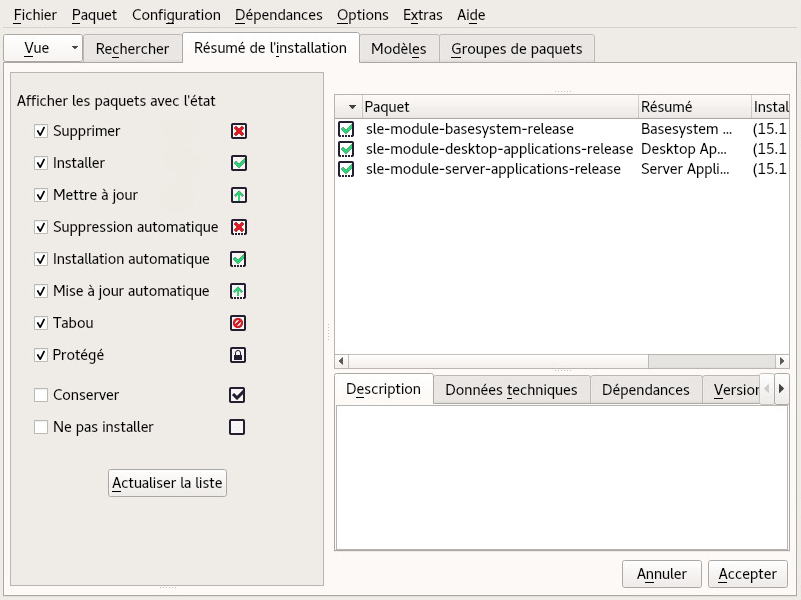 Fichier Paquet Configuration Dépendances Options Extras Aide
Vue Rechercher Résumé de l'installation Modèles Groupes de paquets
Afficher les paquets avec l'état
Supprimer
Installer
Mettre à jour
Suppression automatique
Installation automatique
Mise à jour automatique
Tabou
Protégé
Conserver
Ne pas installer
Actualiser la liste
Paquet Résumé Instal
sle-module-basesystem-release Basesystem ... (15.1
sle-module-desktop-applications-release Desktop Ap... (15.1
sle-module-server-applications-release Server Appli... (15.1
Description Données techniques Dépendances Version
Annuler Accepter